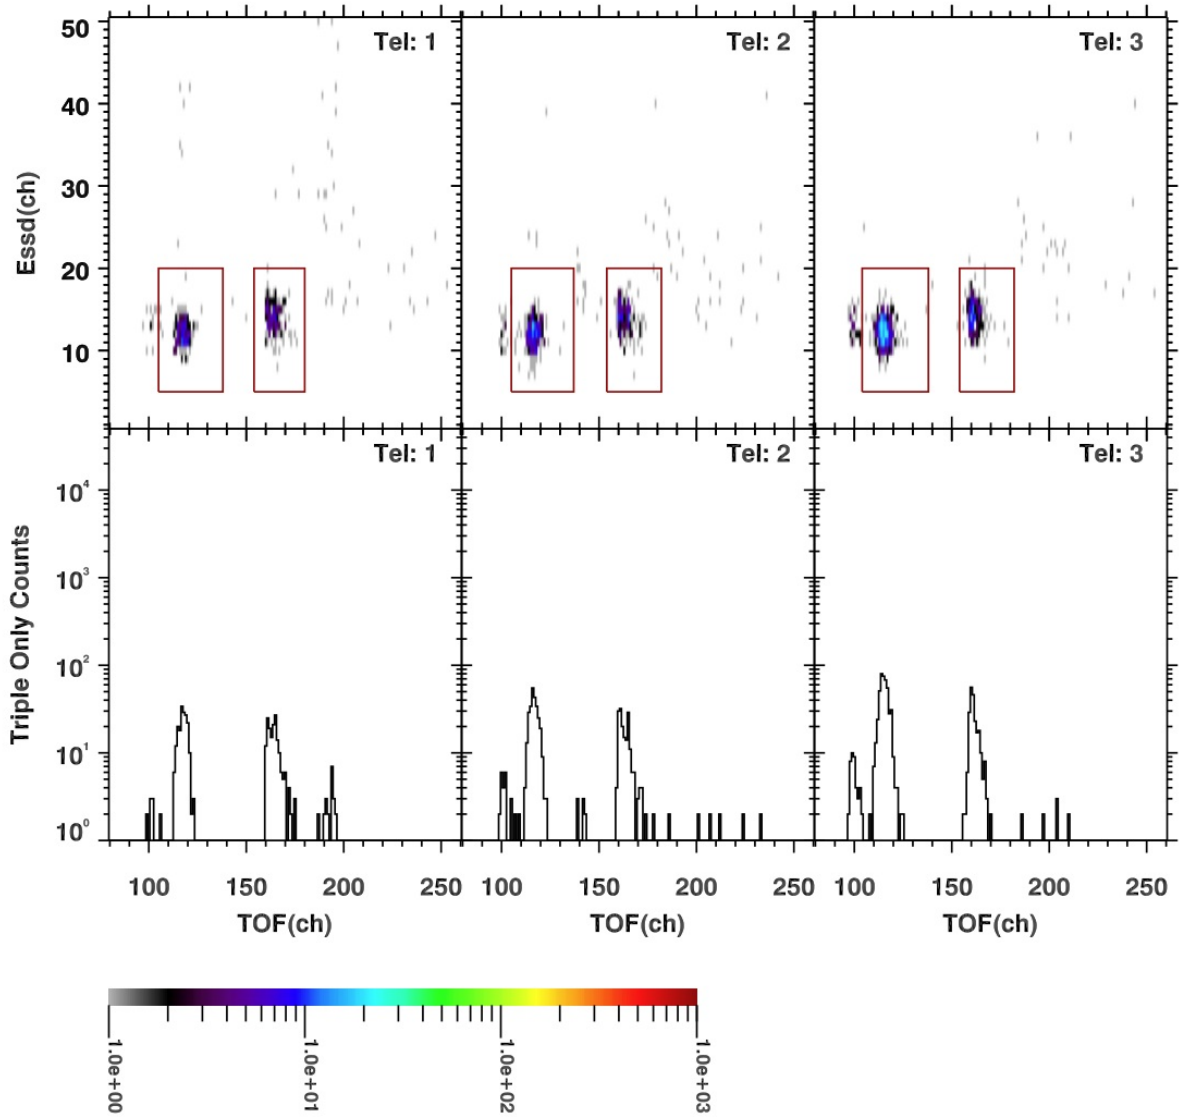 Tel: 1
Tel: 2
Tel: 3
50
40
30
20
10
Essd(ch)
Tel: 1
Tel: 2
Tel: 3
10⁴
10³
10²
10¹
10⁰
Triple Only Counts
100 150 200 250
100 150 200 250
100 150 200 250
TOF(ch)
TOF(ch)
TOF(ch)
1.0e+00
1.0e+01
1.0e+02
1.0e+03